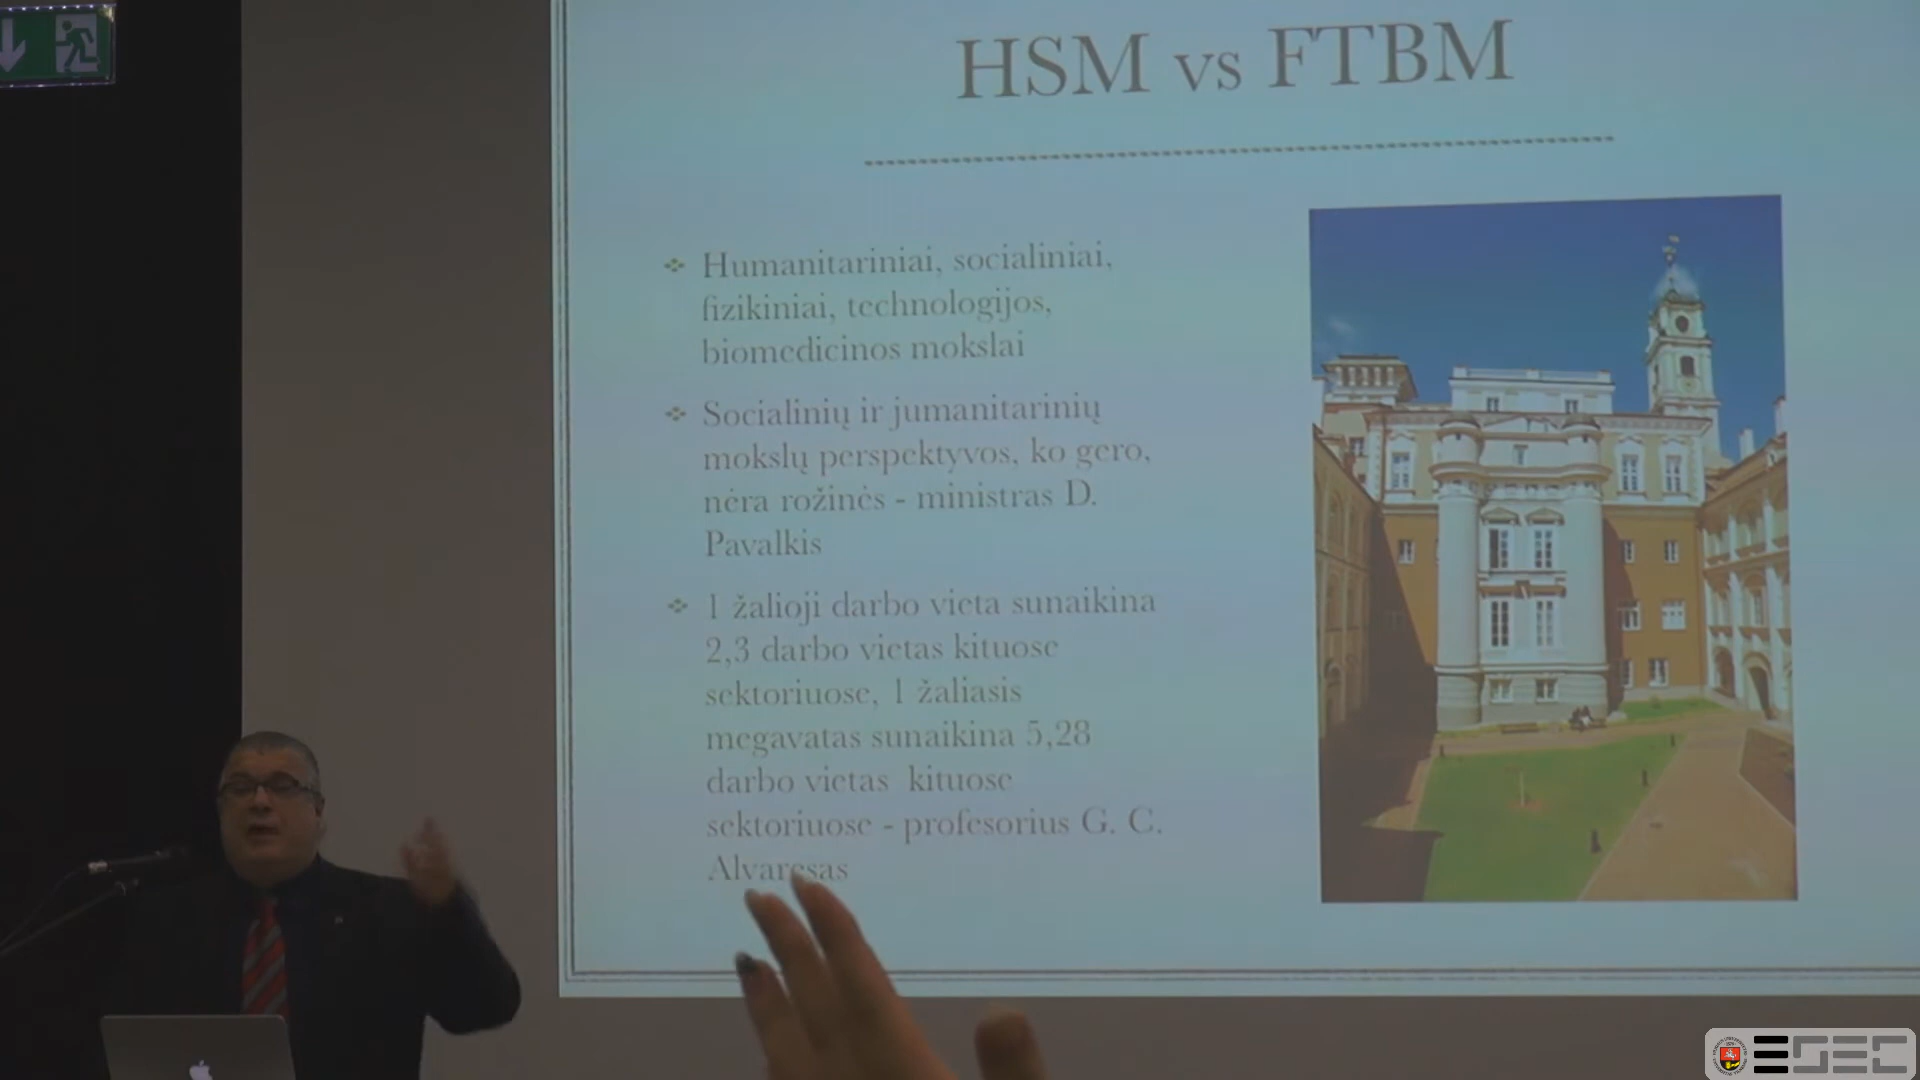 HSM vs FTBM
Humanitariniai, socialiniai,
fizikiniai, technologijos,
biomedicinos mokslai
Socialinių ir jumanitarinių
mokslų perspektyvos, ko gero,
nėra rožinės - ministras D.
Pavalkis
1 žalioji darbo vieta sunaikina
2,3 darbo vietas kituose
sektoriuose, 1 žaliasis
megavatas sunaikina 5,28
darbo vietas kituose
sektoriuose - profesorius G. C.
Alvaresas
ESEC